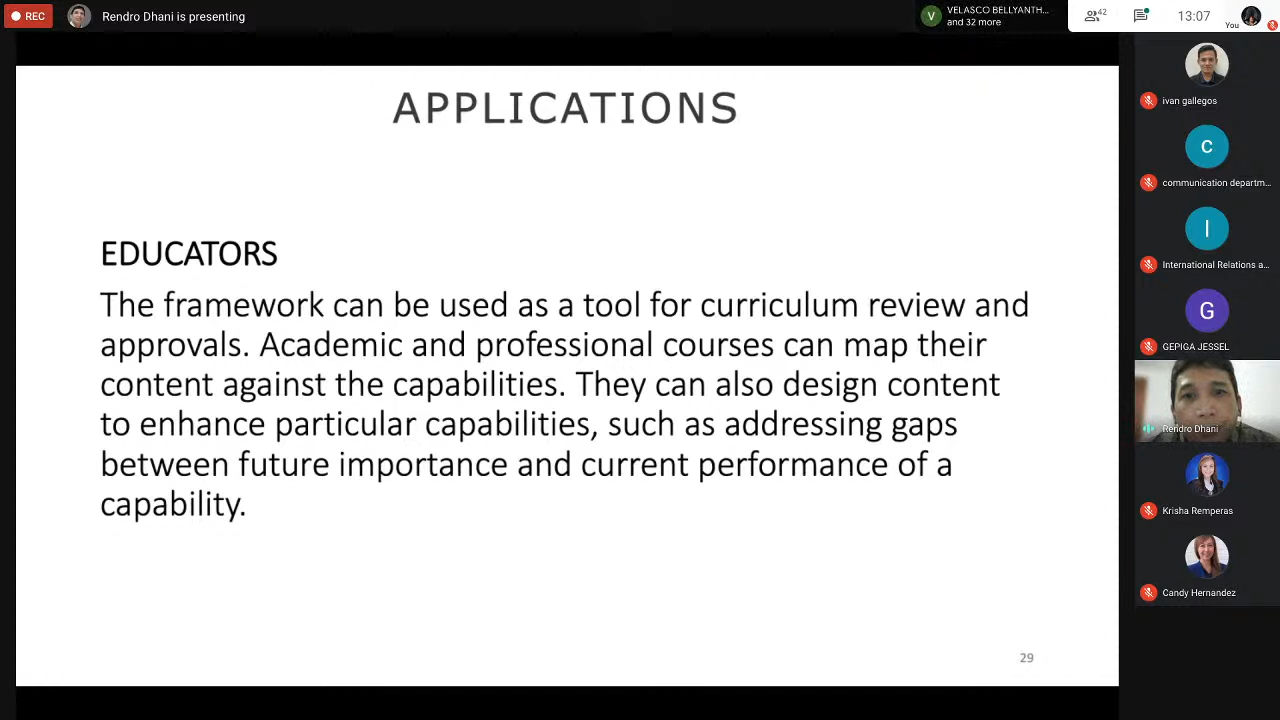 REC
Rendro Dhani is presenting
V
VELASCO BELLYANTH...
and 32 more
42
13:07
You
APPLICATIONS
EDUCATORS
The framework can be used as a tool for curriculum review and
approvals. Academic and professional courses can map their
content against the capabilities. They can also design content
to enhance particular capabilities, such as addressing gaps
between future importance and current performance of a
capability.
29
ivan gallegos
C
communication departm...
I
International Relations a...
G
GEPIGA JESSEL
Rendro Dhani
Krisha Remperas
Candy Hernandez